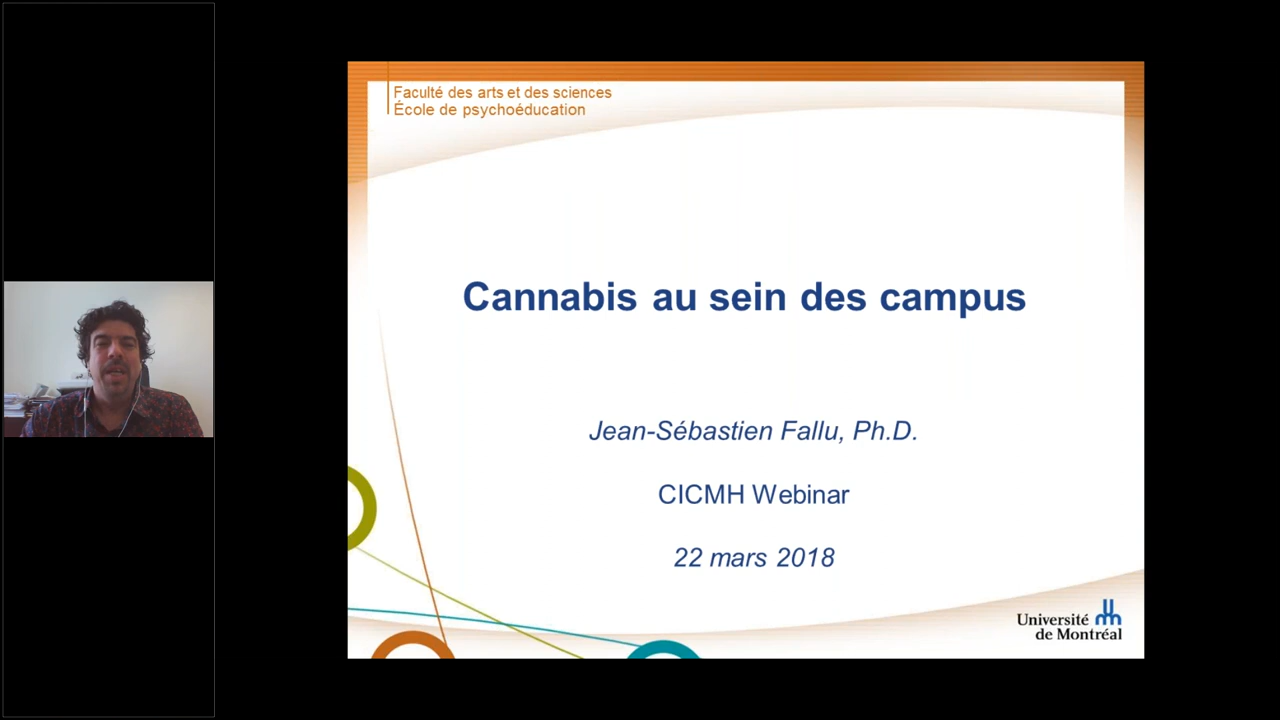 Faculté des arts et des sciences
École de psychoéducation
Cannabis au sein des campus
Jean-Sébastien Fallu, Ph.D.
CICMH Webinar
22 mars 2018
Université
de Montréal